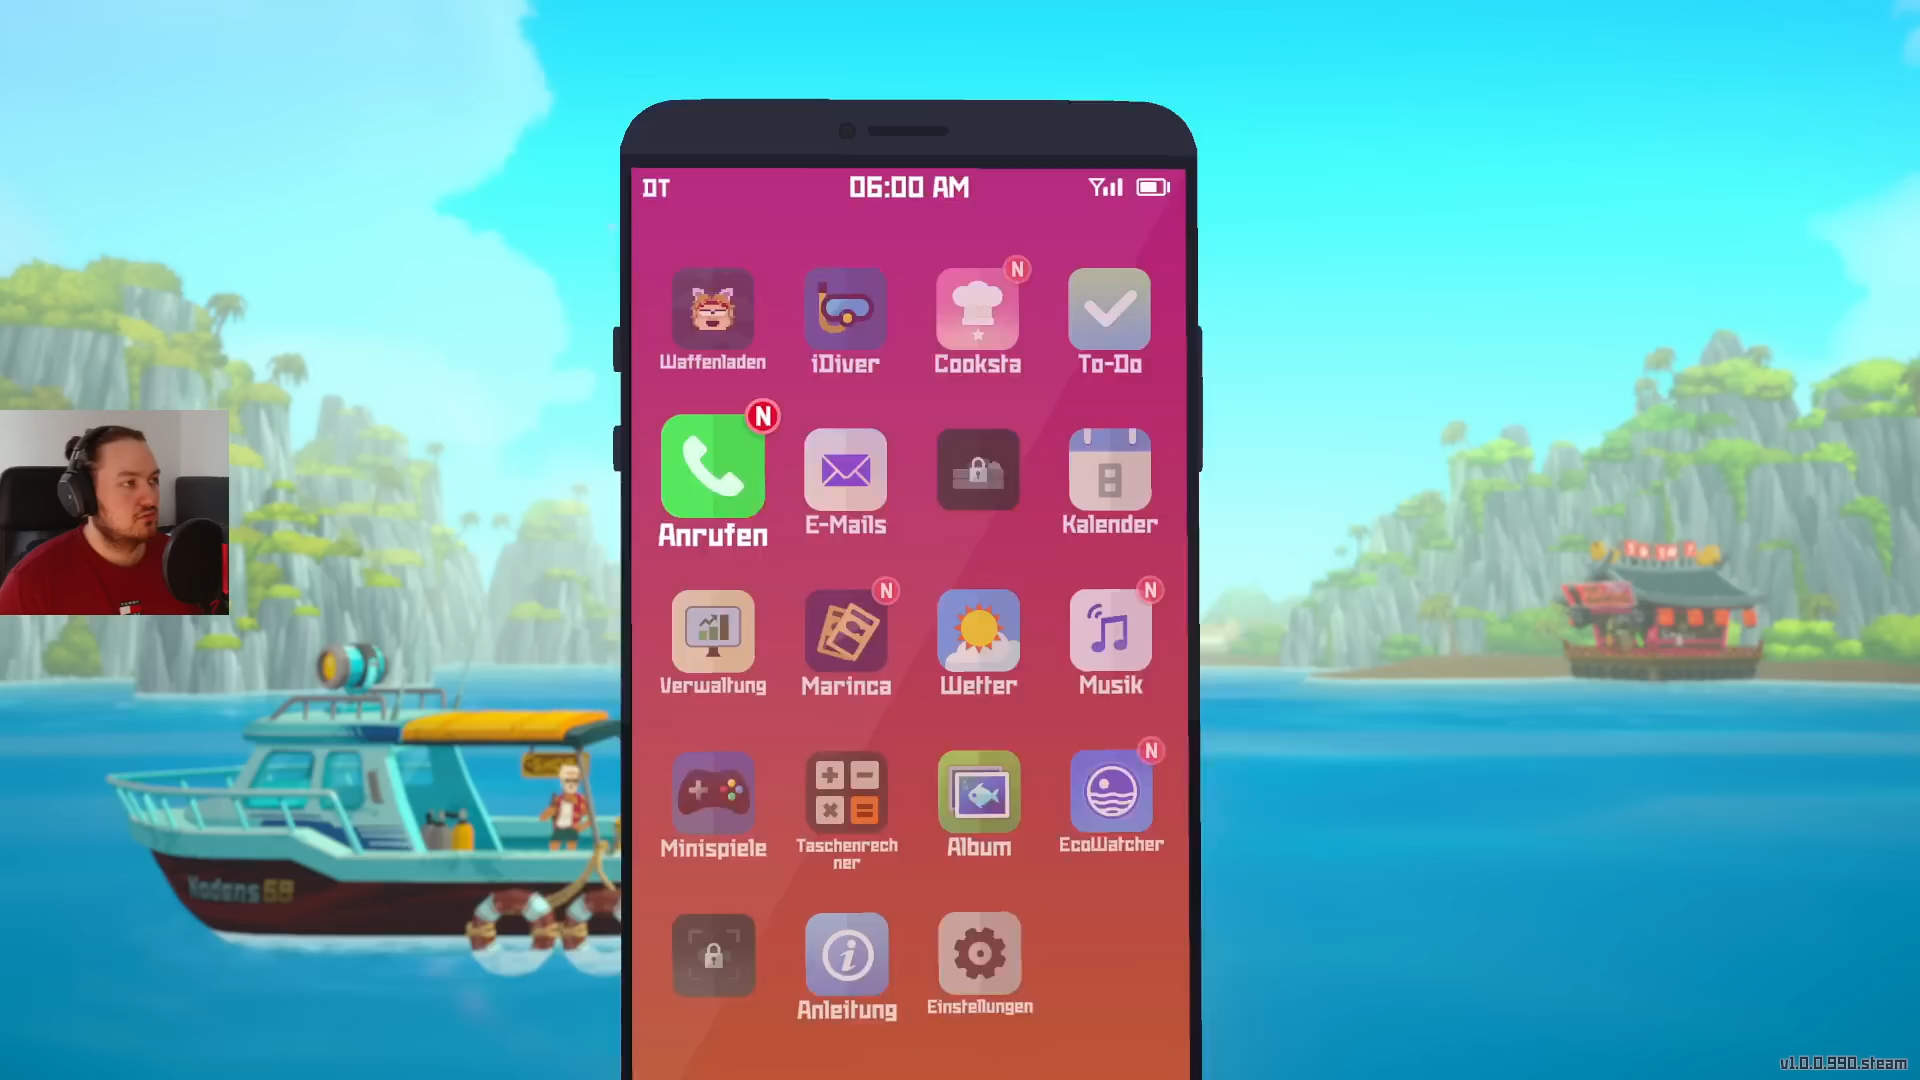 DT
06:00 AM
N
Waffenladen
iDiver
Cooksta
To-Do
N
Anrufen
E-Mails
8
Kalender
N
N
Verwaltung
Marinca
Wetter
Musik
N
Minispiele
Taschenrech
ner
Album
EcoWatcher
Anleitung
Einstellungen
v1.0.0.990.steam